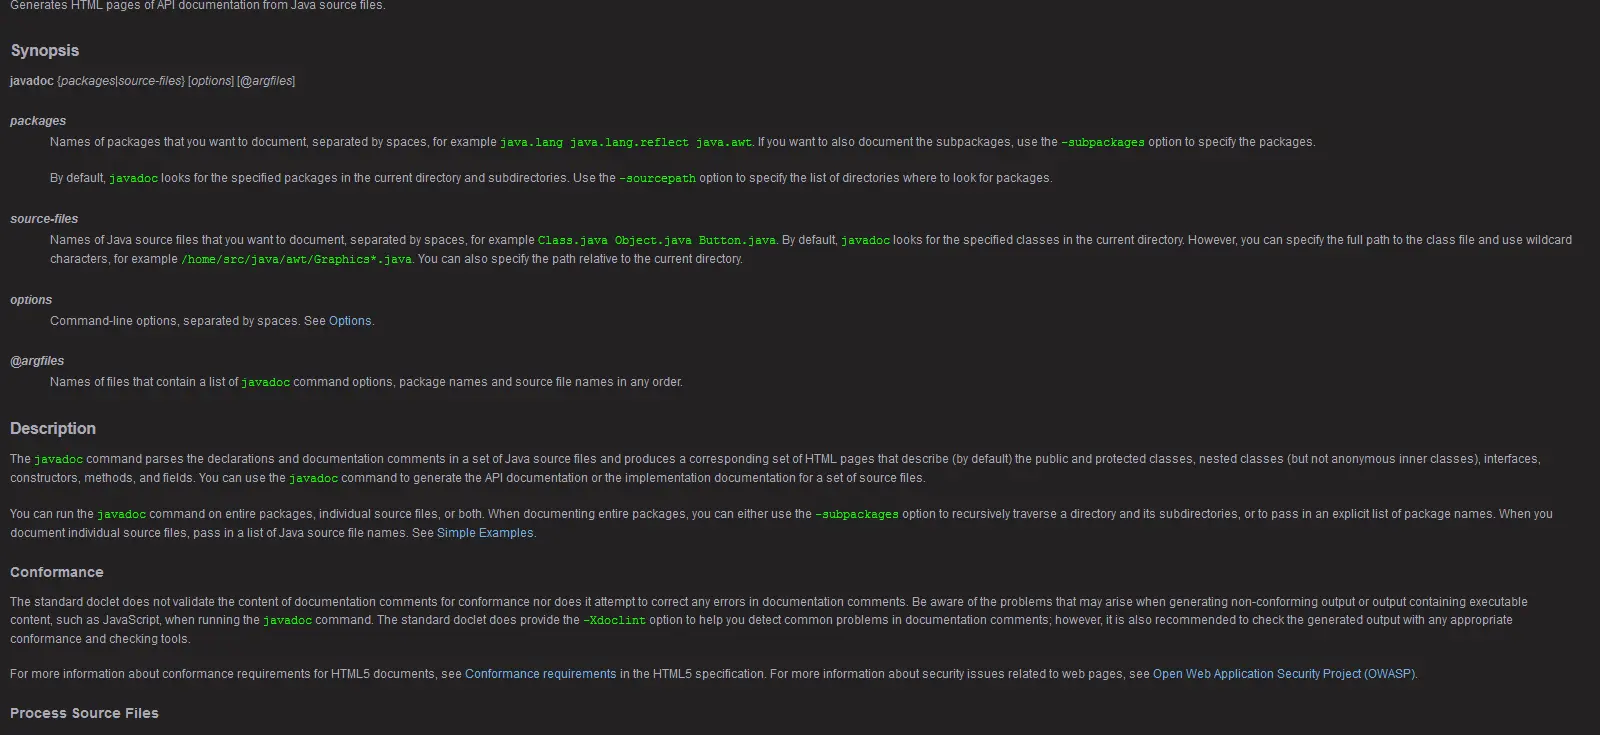 Generates HTML pages of API documentation from Java source files.
Synopsis
javadoc {packages|source-files} [options] [@argfiles]
packages
Names of packages that you want to document, separated by spaces, for example java.lang java.lang.reflect java.awt. If you want to also document the subpackages, use the -subpackages option to specify the packages.
By default, javadoc looks for the specified packages in the current directory and subdirectories. Use the -sourcepath option to specify the list of directories where to look for packages.
source-files
Names of Java source files that you want to document, separated by spaces, for example Class.java Object.java Button.java. By default, javadoc looks for the specified classes in the current directory. However, you can specify the full path to the class file and use wildcard
characters, for example /home/src/java/awt/Graphics*.java. You can also specify the path relative to the current directory.
options
Command-line options, separated by spaces. See Options.
@argfiles
Names of files that contain a list of javadoc command options, package names and source file names in any order.
Description
The javadoc command parses the declarations and documentation comments in a set of Java source files and produces a corresponding set of HTML pages that describe (by default) the public and protected classes, nested classes (but not anonymous inner classes), interfaces,
constructors, methods, and fields. You can use the javadoc command to generate the API documentation or the implementation documentation for a set of source files.
You can run the javadoc command on entire packages, individual source files, or both. When documenting entire packages, you can either use the -subpackages option to recursively traverse a directory and its subdirectories, or to pass in an explicit list of package names. When you
document individual source files, pass in a list of Java source file names. See Simple Examples.
Conformance
The standard doclet does not validate the content of documentation comments for conformance nor does it attempt to correct any errors in documentation comments. Be aware of the problems that may arise when generating non-conforming output or output containing executable
content, such as JavaScript, when running the javadoc command. The standard doclet does provide the -Xdoclint option to help you detect common problems in documentation comments; however, it is also recommended to check the generated output with any appropriate
conformance and checking tools.
For more information about conformance requirements for HTML5 documents, see Conformance requirements in the HTML5 specification. For more information about security issues related to web pages, see Open Web Application Security Project (OWASP).
Process Source Files